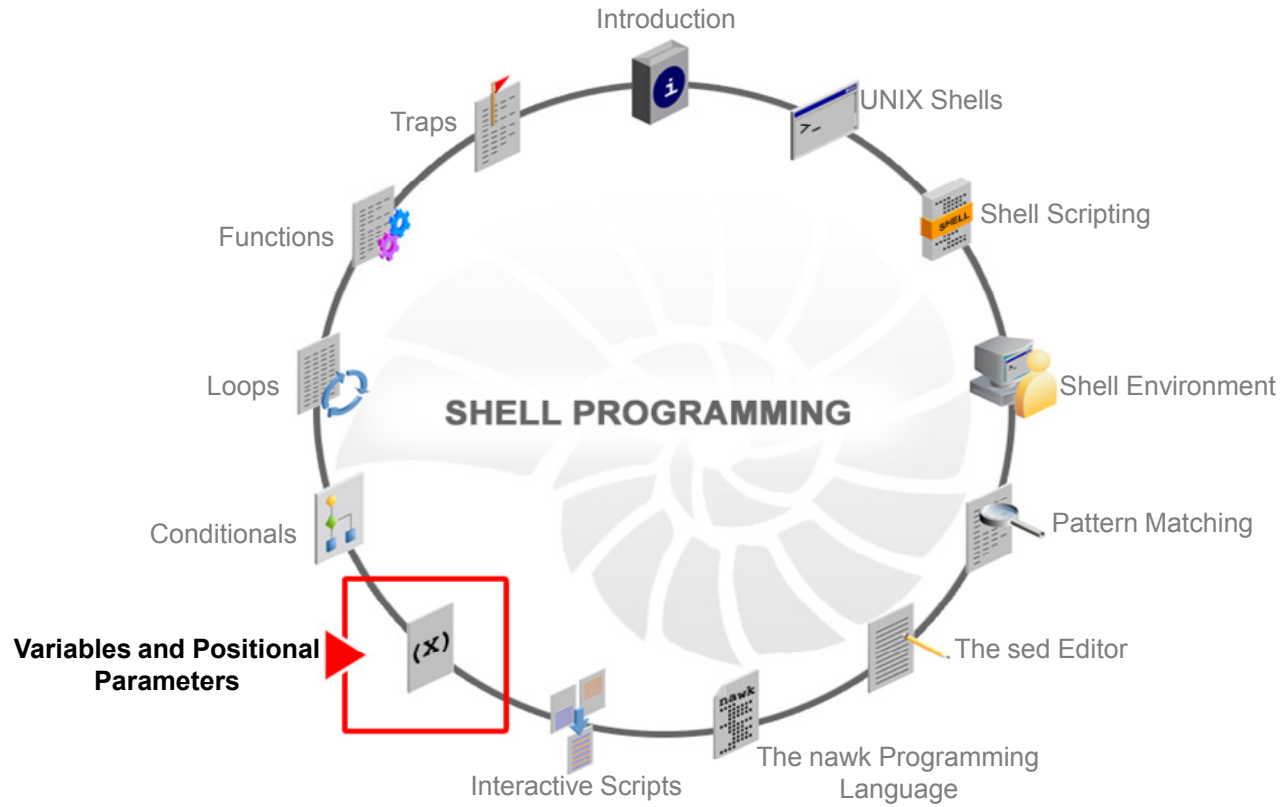 Introduction
UNIX Shells
Shell Scripting
SHELL
Shell Environment
Pattern Matching
The sed Editor
nawk
The nawk Programming
Language
Interactive Scripts
(x)
Variables and Positional
Parameters
Conditionals
Loops
Functions
Traps
i
>_
SHELL PROGRAMMING